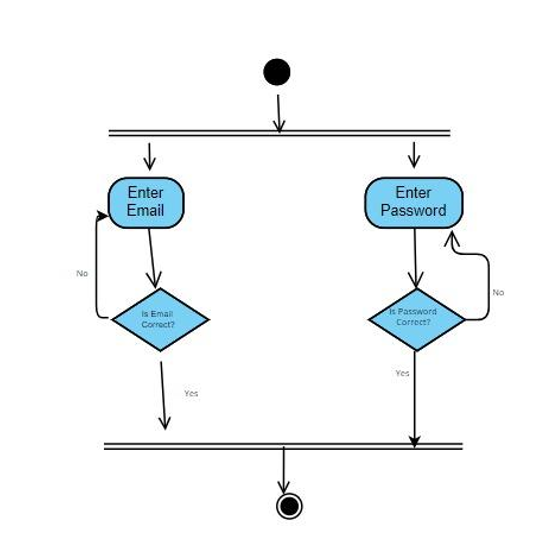 Enter
Email
Enter
Password
No
Is Email
Correct?
Is Password
Correct?
No
Yes
Yes